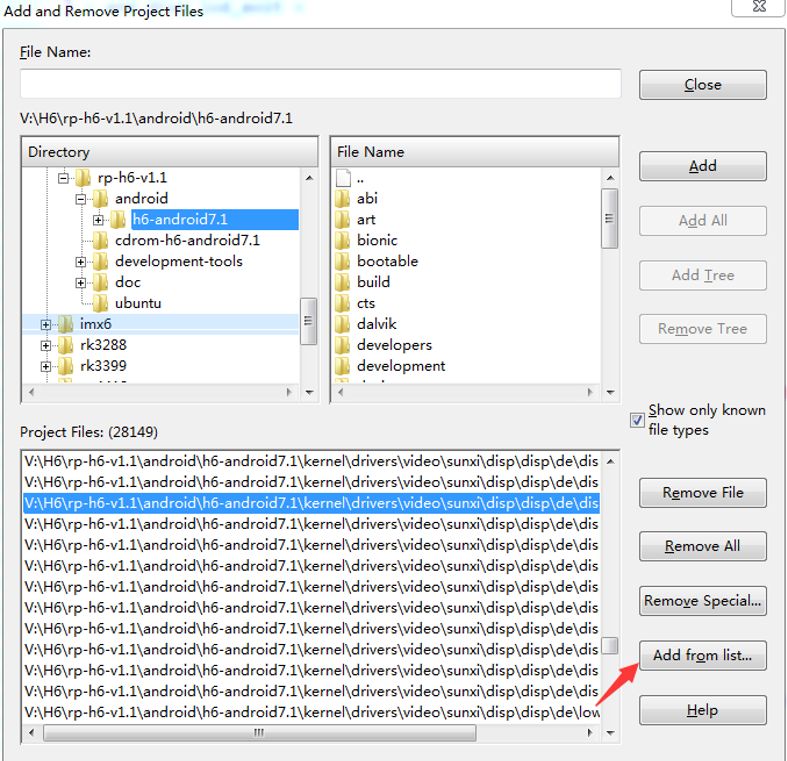 Add and Remove Project Files
File Name:
Close
V:\H6\rp-h6-v1.1\android\h6-android7.1
Directory
File Name
rp-h6-v1.1
android
h6-android7.1
cdrom-h6-android7.1
development-tools
doc
ubuntu
imx6
rk3288
rk3399
..
abi
art
bionic
bootable
build
cts
dalvik
developers
development
Add
Add All
Add Tree
Remove Tree
Show only known
file types
Project Files: (28149)
V:\H6\rp-h6-v1.1\android\h6-android7.1\kernel\drivers\video\sunxi\disp\disp\de\dis
V:\H6\rp-h6-v1.1\android\h6-android7.1\kernel\drivers\video\sunxi\disp\disp\de\dis
V:\H6\rp-h6-v1.1\android\h6-android7.1\kernel\drivers\video\sunxi\disp\disp\de\dis
V:\H6\rp-h6-v1.1\android\h6-android7.1\kernel\drivers\video\sunxi\disp\disp\de\dis
V:\H6\rp-h6-v1.1\android\h6-android7.1\kernel\drivers\video\sunxi\disp\disp\de\dis
V:\H6\rp-h6-v1.1\android\h6-android7.1\kernel\drivers\video\sunxi\disp\disp\de\dis
V:\H6\rp-h6-v1.1\android\h6-android7.1\kernel\drivers\video\sunxi\disp\disp\de\dis
V:\H6\rp-h6-v1.1\android\h6-android7.1\kernel\drivers\video\sunxi\disp\disp\de\dis
V:\H6\rp-h6-v1.1\android\h6-android7.1\kernel\drivers\video\sunxi\disp\disp\de\dis
V:\H6\rp-h6-v1.1\android\h6-android7.1\kernel\drivers\video\sunxi\disp\disp\de\dis
V:\H6\rp-h6-v1.1\android\h6-android7.1\kernel\drivers\video\sunxi\disp\disp\de\dis
V:\H6\rp-h6-v1.1\android\h6-android7.1\kernel\drivers\video\sunxi\disp\disp\de\dis
V:\H6\rp-h6-v1.1\android\h6-android7.1\kernel\drivers\video\sunxi\disp\disp\de\low
Remove File
Remove All
Remove Special...
Add from list...
Help